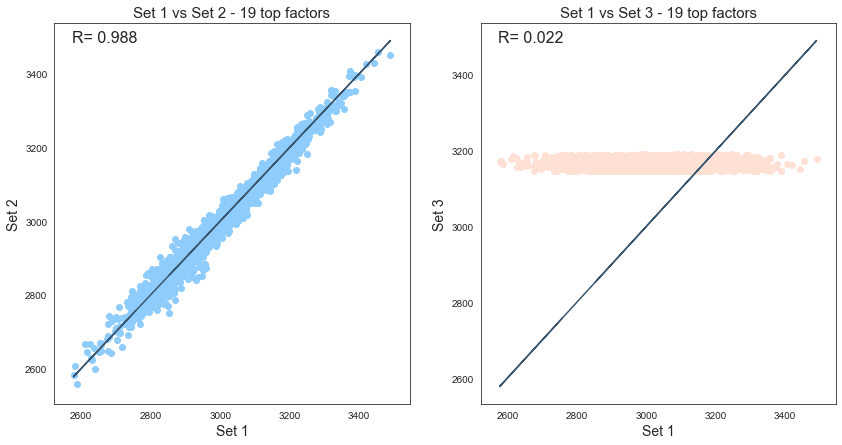 Set 1 vs Set 2 - 19 top factors
R= 0.988
3400
3200
3000
2800
2600
Set 2
2600 2800 3000 3200 3400
Set 1
Set 1 vs Set 3 - 19 top factors
R= 0.022
3400
3200
3000
2800
2600
Set 3
2600 2800 3000 3200 3400
Set 1